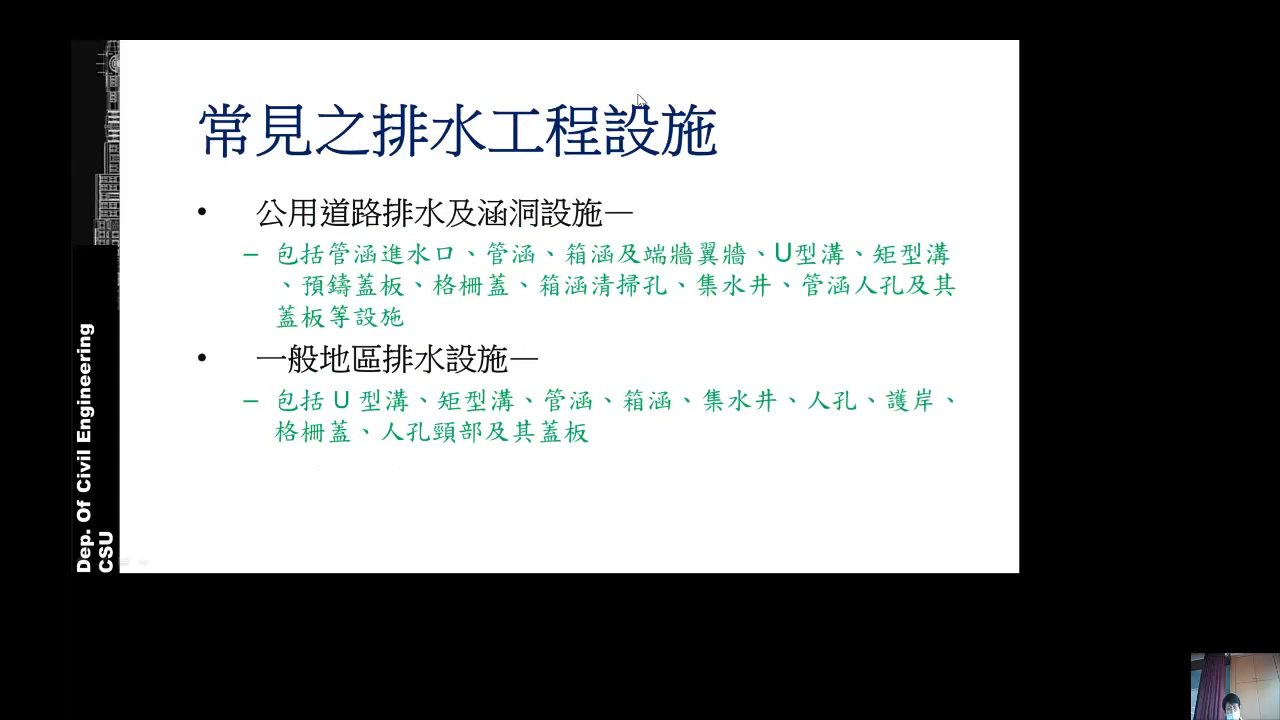 常見之排水工程設施
• 公用道路排水及涵洞設施—
– 包括管涵進水口、管涵、箱涵及端牆翼牆、U型溝、矩型溝
、預鑄蓋板、格柵蓋、箱涵清掃孔、集水井、管涵人孔及其
蓋板等設施
• 一般地區排水設施—
– 包括 U 型溝、矩型溝、管涵、箱涵、集水井、人孔、護岸、
格柵蓋、人孔頸部及其蓋板
Dep. Of Civil Engineering
CSU